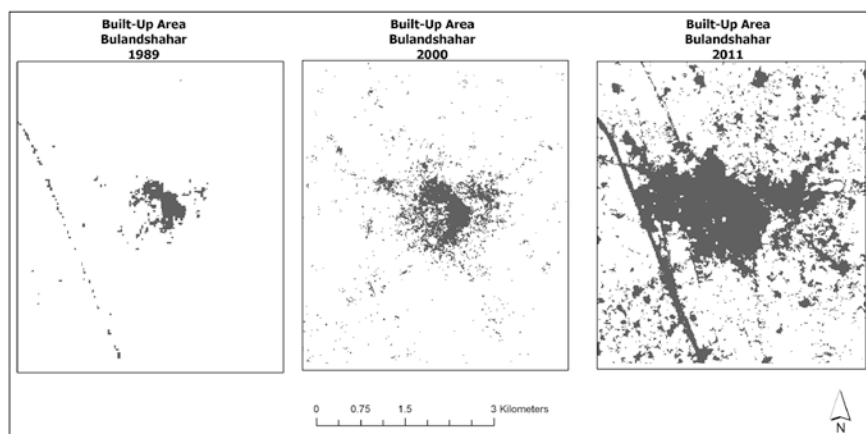 Built-Up Area
Bulandshahar
1989
Built-Up Area
Bulandshahar
2000
Built-Up Area
Bulandshahar
2011
0 0.75 1.5 3 Kilometers
N